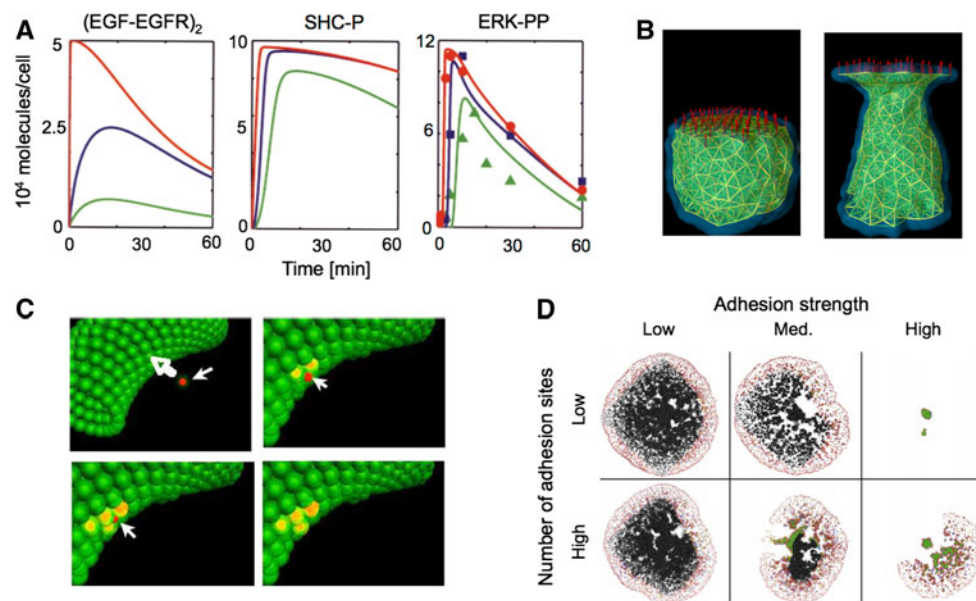 A
(EGF-EGFR)2
SHC-P
ERK-PP
10⁴ molecules/cell
5
2.5
0
0 30 60
10
5
0
0 30 60
12
6
0
0 30 60
Time [min]
B
C
D
Adhesion strength
Low Med. High
Number of adhesion sites
Low
High